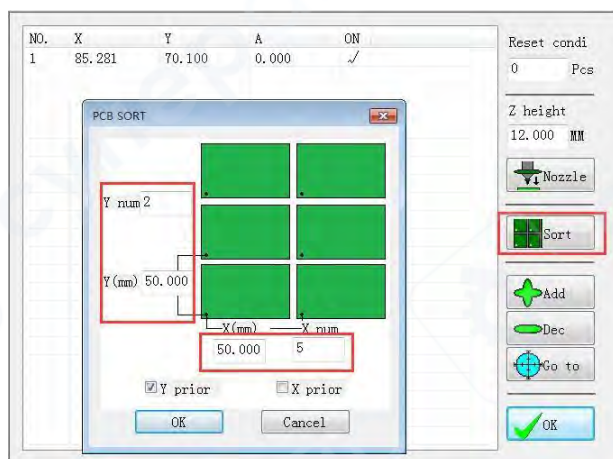 NO. X Y A ON
1 85.281 70.100 0.000 √
PCB SORT
Y num 2
Y(mm) 50.000
X(mm) X num
50.000 5
Y prior X prior
OK Cancel
Reset condi
0 Pcs
Z height
12.000 MM
Nozzle
Sort
Add
Dec
Go to
OK